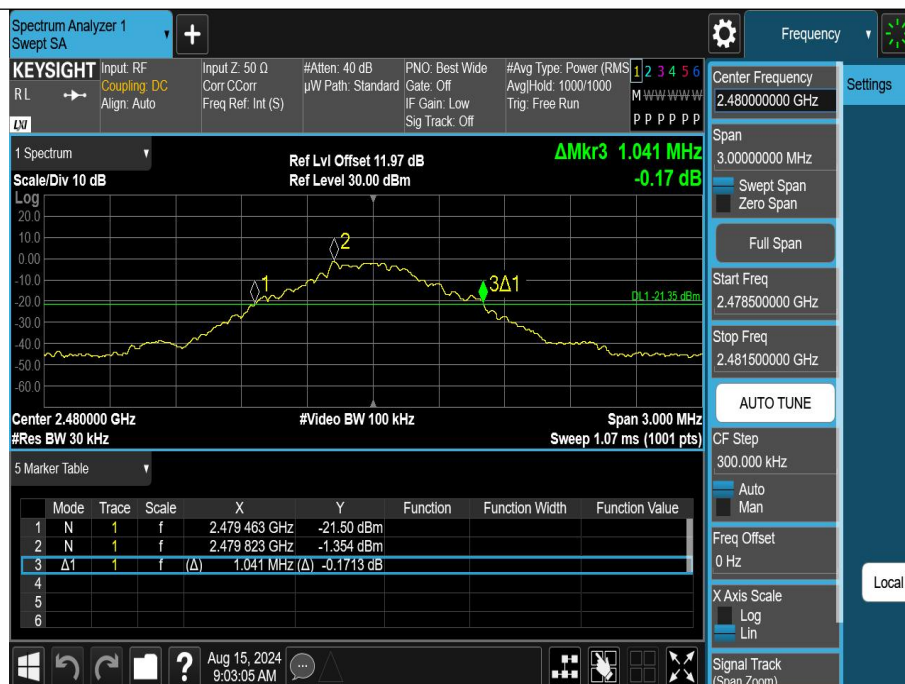 Spectrum Analyzer 1
Swept SA
+
Frequency
KEYSIGHT
RL
LXI
Input: RF
Coupling: DC
Align: Auto
Input Z: 50 Ω
Corr CCorr
Freq Ref: Int (S)
#Atten: 40 dB
µW Path: Standard
PNO: Best Wide
Gate: Off
IF Gain: Low
Sig Track: Off
#Avg Type: Power (RMS
Avg|Hold: 1000/1000
Trig: Free Run
1 2 3 4 5 6
M W W W W W
P P P P P P
1 Spectrum
Scale/Div 10 dB
Ref Lvl Offset 11.97 dB
Ref Level 30.00 dBm
ΔMkr3 1.041 MHz
-0.17 dB
Log
20.0
10.0
0.00
-10.0
-20.0
-30.0
-40.0
-50.0
-60.0
1
2
3Δ1
DL1 -21.35 dBm
Center 2.480000 GHz
#Res BW 30 kHz
#Video BW 100 kHz
Span 3.000 MHz
Sweep 1.07 ms (1001 pts)
5 Marker Table
Mode Trace Scale X Y Function Function Width Function Value
1 N 1 f 2.479 463 GHz -21.50 dBm
2 N 1 f 2.479 823 GHz -1.354 dBm
3 Δ1 1 f (Δ) 1.041 MHz (Δ) -0.1713 dB
4
5
6
?
Aug 15, 2024
9:03:05 AM
Center Frequency
2.480000000 GHz
Settings
Span
3.00000000 MHz
Swept Span
Zero Span
Full Span
Start Freq
2.478500000 GHz
Stop Freq
2.481500000 GHz
AUTO TUNE
CF Step
300.000 kHz
Auto
Man
Freq Offset
0 Hz
Local
X Axis Scale
Log
Lin
Signal Track
(Span Zoom)